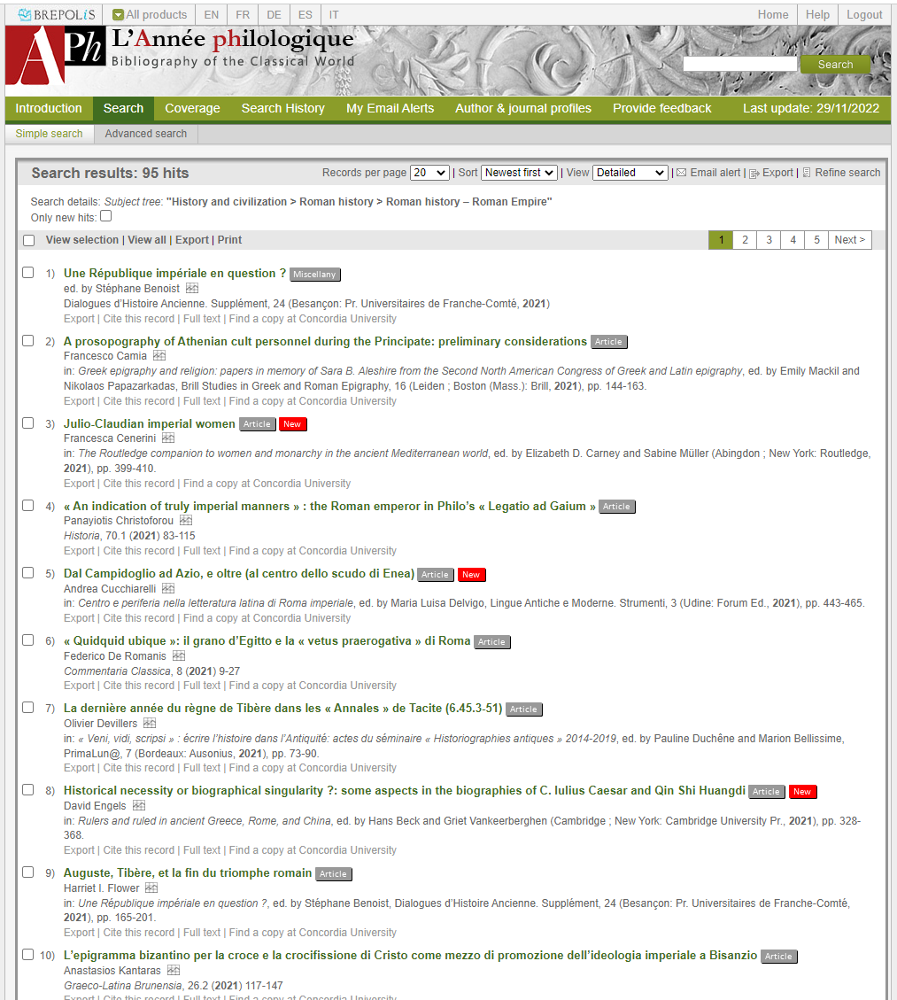 BREPOLiS All products EN FR DE ES IT Home Help Logout
APh L'Année philologique
Bibliography of the Classical World
Search
Introduction Search Coverage Search History My Email Alerts Author & journal profiles Provide feedback Last update: 29/11/2022
Simple search Advanced search
Search results: 95 hits Records per page 20 | Sort Newest first | View Detailed | Email alert | Export | Refine search
Search details: Subject tree: "History and civilization > Roman history > Roman history – Roman Empire"
Only new hits:
View selection | View all | Export | Print 1 2 3 4 5 Next >
1) Une République impériale en question ? Miscellany
ed. by Stéphane Benoist
Dialogues d'Histoire Ancienne. Supplément, 24 (Besançon: Pr. Universitaires de Franche-Comté, 2021)
Export | Cite this record | Full text | Find a copy at Concordia University
2) A prosopography of Athenian cult personnel during the Principate: preliminary considerations Article
Francesco Camia
in: Greek epigraphy and religion: papers in memory of Sara B. Aleshire from the Second North American Congress of Greek and Latin epigraphy, ed. by Emily Mackil and
Nikolaos Papazarkadas, Brill Studies in Greek and Roman Epigraphy, 16 (Leiden ; Boston (Mass.): Brill, 2021), pp. 144-163.
Export | Cite this record | Full text | Find a copy at Concordia University
3) Julio-Claudian imperial women Article New
Francesca Cenerini
in: The Routledge companion to women and monarchy in the ancient Mediterranean world, ed. by Elizabeth D. Carney and Sabine Müller (Abingdon ; New York: Routledge,
2021), pp. 399-410.
Export | Cite this record | Find a copy at Concordia University
4) « An indication of truly imperial manners » : the Roman emperor in Philo's « Legatio ad Gaium » Article
Panayiotis Christoforou
Historia, 70.1 (2021) 83-115
Export | Cite this record | Full text | Find a copy at Concordia University
5) Dal Campidoglio ad Azio, e oltre (al centro dello scudo di Enea) Article New
Andrea Cucchiarelli
in: Centro e periferia nella letteratura latina di Roma imperiale, ed. by Maria Luisa Delvigo, Lingue Antiche e Moderne. Strumenti, 3 (Udine: Forum Ed., 2021), pp. 443-465.
Export | Cite this record | Find a copy at Concordia University
6) « Quidquid ubique »: il grano d'Egitto e la « vetus praerogativa » di Roma Article
Federico De Romanis
Commentaria Classica, 8 (2021) 9-27
Export | Cite this record | Full text | Find a copy at Concordia University
7) La dernière année du règne de Tibère dans les « Annales » de Tacite (6.45.3-51) Article
Olivier Devillers
in: « Veni, vidi, scripsi » : écrire l'histoire dans l'Antiquité: actes du séminaire « Historiographies antiques » 2014-2019, ed. by Pauline Duchêne and Marion Bellissime,
PrimaLun@, 7 (Bordeaux: Ausonius, 2021), pp. 73-90.
Export | Cite this record | Full text | Find a copy at Concordia University
8) Historical necessity or biographical singularity ?: some aspects in the biographies of C. Iulius Caesar and Qin Shi Huangdi Article New
David Engels
in: Rulers and ruled in ancient Greece, Rome, and China, ed. by Hans Beck and Griet Vankeerberghen (Cambridge ; New York: Cambridge University Pr., 2021), pp. 328-
368.
Export | Cite this record | Full text | Find a copy at Concordia University
9) Auguste, Tibère, et la fin du triomphe romain Article
Harriet I. Flower
in: Une République impériale en question ?, ed. by Stéphane Benoist, Dialogues d'Histoire Ancienne. Supplément, 24 (Besançon: Pr. Universitaires de Franche-Comté,
2021), pp. 165-201.
Export | Cite this record | Full text | Find a copy at Concordia University
10) L'epigramma bizantino per la croce e la crocifissione di Cristo come mezzo di promozione dell'ideologia imperiale a Bisanzio Article
Anastasios Kantaras
Graeco-Latina Brunensia, 26.2 (2021) 117-147
Export | Cite this record | Full text | Find a copy at Concordia University